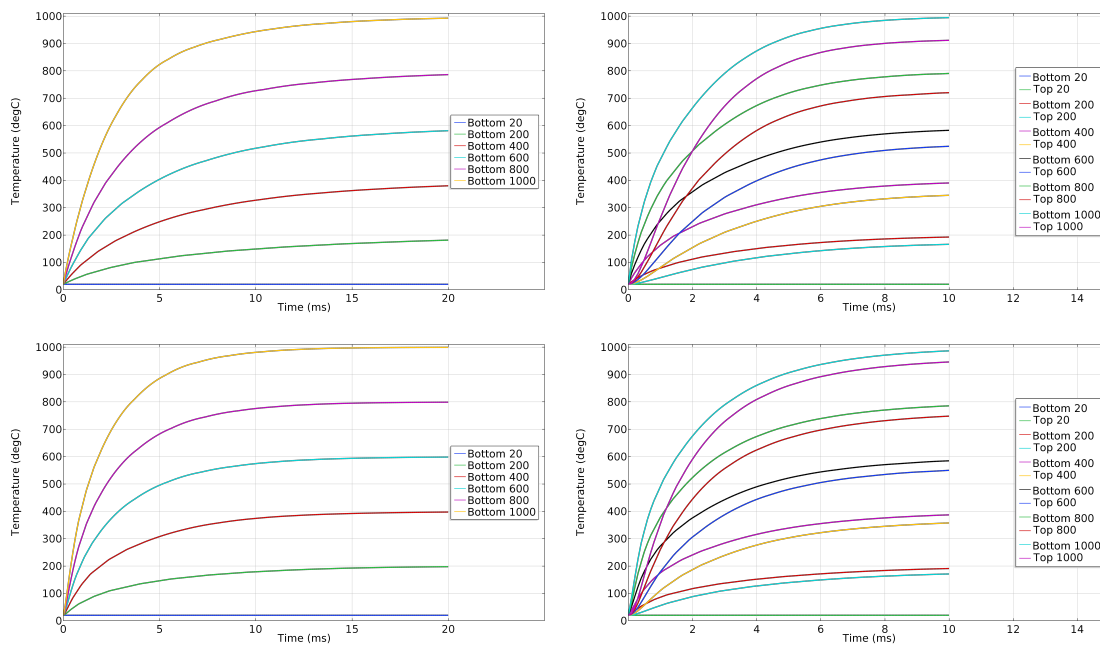 1000
900
800
700
600
500
400
300
200
100
0
Temperature (degC)
0 5 10 15 20
Time (ms)
Bottom 20
Bottom 200
Bottom 400
Bottom 600
Bottom 800
Bottom 1000
1000
900
800
700
600
500
400
300
200
100
0
Temperature (degC)
0 2 4 6 8 10 12 14
Time (ms)
Bottom 20
Top 20
Bottom 200
Top 200
Bottom 400
Top 400
Bottom 600
Top 600
Bottom 800
Top 800
Bottom 1000
Top 1000
1000
900
800
700
600
500
400
300
200
100
0
Temperature (degC)
0 5 10 15 20
Time (ms)
Bottom 20
Bottom 200
Bottom 400
Bottom 600
Bottom 800
Bottom 1000
1000
900
800
700
600
500
400
300
200
100
0
Temperature (degC)
0 2 4 6 8 10 12 14
Time (ms)
Bottom 20
Top 20
Bottom 200
Top 200
Bottom 400
Top 400
Bottom 600
Top 600
Bottom 800
Top 800
Bottom 1000
Top 1000